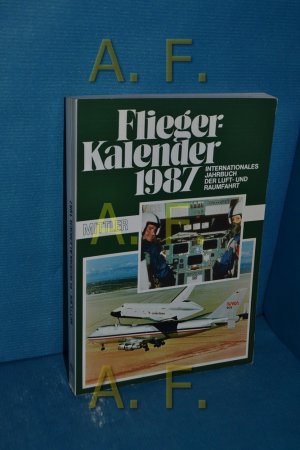 A. F.
Flieger-
Kalender
1987
INTERNATIONALES
JAHRBUCH
DER LUFT- UND
RAUMFAHRT
A. F.
MITTLER
A. F.
A. F.